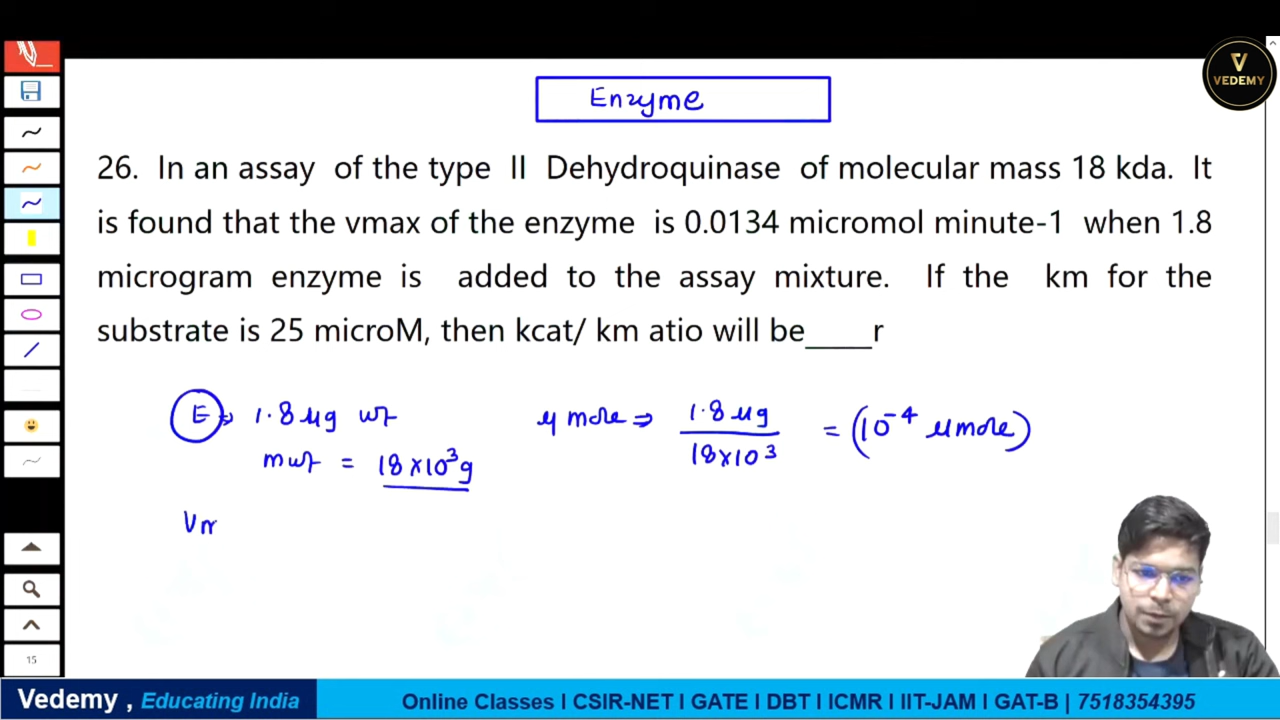 VEDEMY
Enzyme
26. In an assay of the type II Dehydroquinase of molecular mass 18 kda. It
is found that the vmax of the enzyme is 0.0134 micromol minute-1 when 1.8
microgram enzyme is added to the assay mixture. If the km for the
substrate is 25 microM, then kcat/ km atio will be____r
E ⇒ 1.8 μg wt μ mole ⇒ 1.8 μg / 18×10³ = (10⁻⁴ μmole)
m wt = 18×10³g
Vm
15
Vedemy , Educating India Online Classes I CSIR-NET I GATE I DBT I ICMR I IIT-JAM I GAT-B | 7518354395